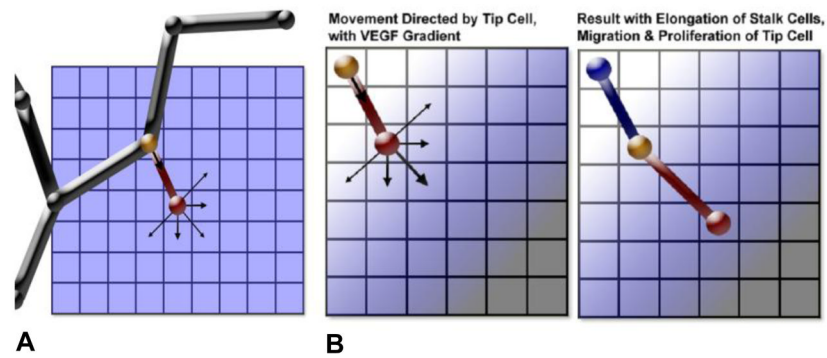 Movement Directed by Tip Cell,
with VEGF Gradient
Result with Elongation of Stalk Cells,
Migration & Proliferation of Tip Cell
A
B